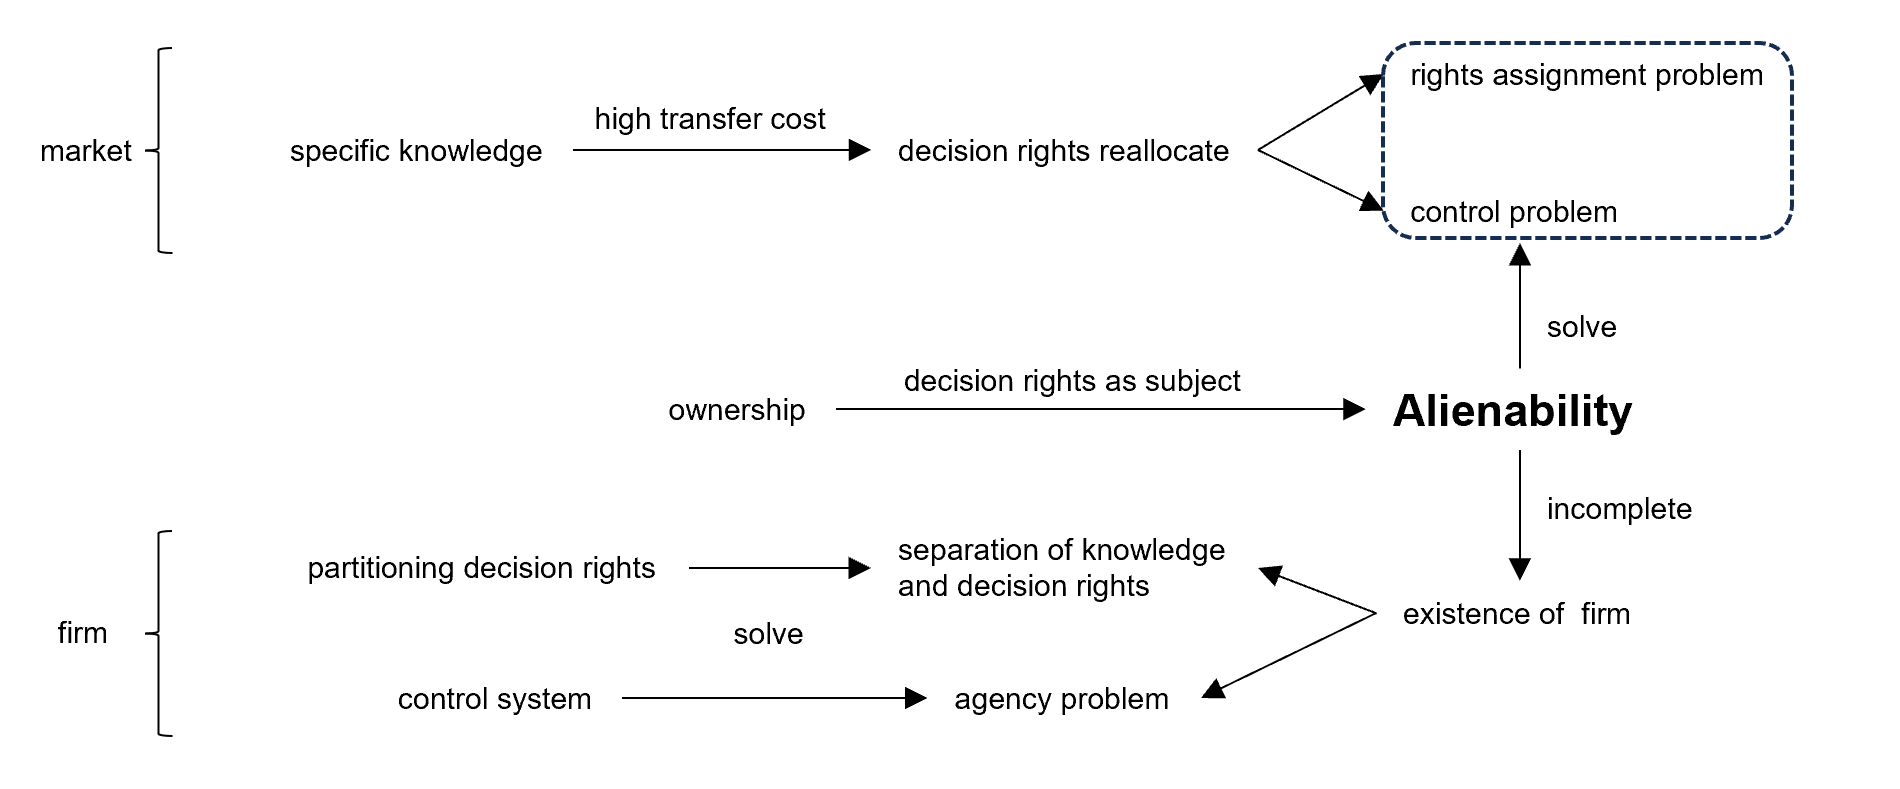 market
specific knowledge
high transfer cost
decision rights reallocate
rights assignment problem
control problem
solve
ownership
decision rights as subject
Alienability
incomplete
existence of firm
firm
partitioning decision rights
separation of knowledge
and decision rights
solve
control system
agency problem